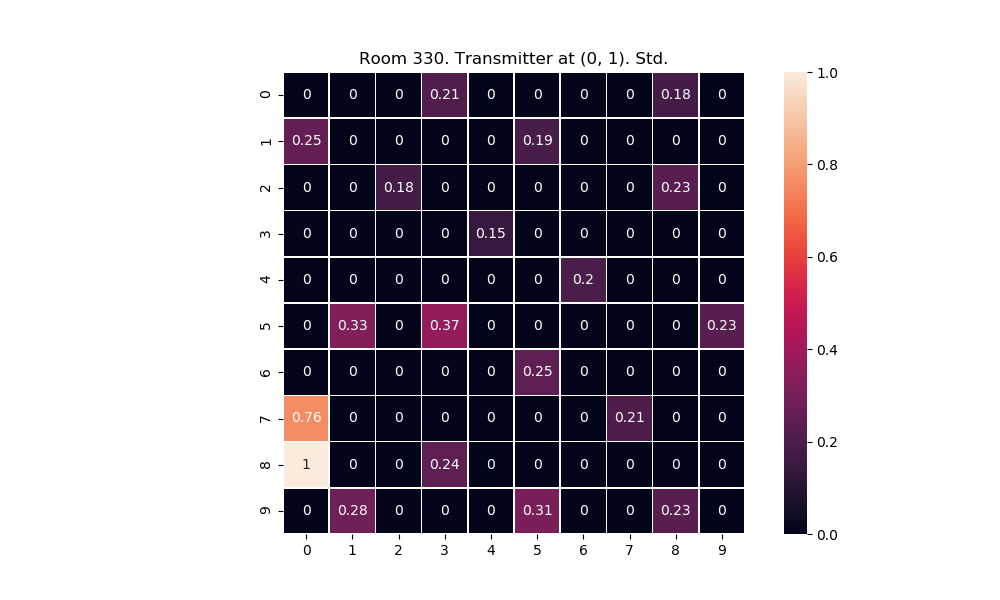 Room 330. Transmitter at (0, 1). Std.
0 0 0 0 0.21 0 0 0 0 0.18 0
1 0.25 0 0 0 0 0.19 0 0 0 0
2 0 0 0.18 0 0 0 0 0 0.23 0
3 0 0 0 0 0.15 0 0 0 0 0
4 0 0 0 0 0 0 0.2 0 0 0
5 0 0.33 0 0.37 0 0 0 0 0 0.23
6 0 0 0 0 0 0.25 0 0 0 0
7 0.76 0 0 0 0 0 0 0.21 0 0
8 1 0 0 0.24 0 0 0 0 0 0
9 0 0.28 0 0 0 0.31 0 0 0.23 0
0 1 2 3 4 5 6 7 8 9
1.0
0.8
0.6
0.4
0.2
0.0